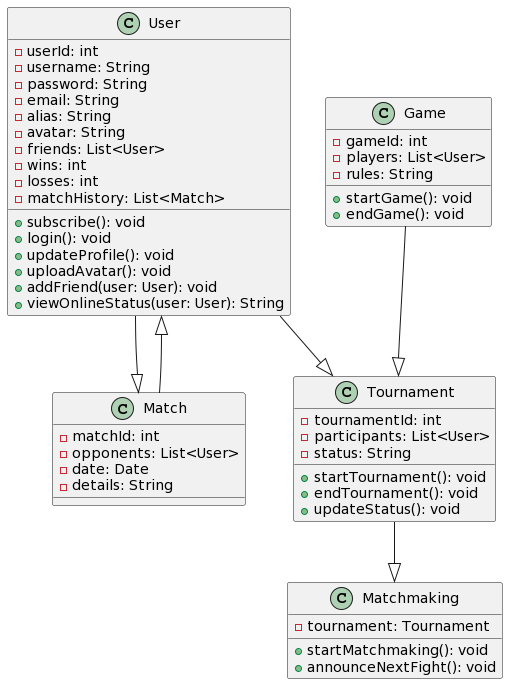 C User
userId: int
username: String
password: String
email: String
alias: String
avatar: String
friends: List<User>
wins: int
losses: int
matchHistory: List<Match>
subscribe(): void
login(): void
updateProfile(): void
uploadAvatar(): void
addFriend(user: User): void
viewOnlineStatus(user: User): String
C Game
gameId: int
players: List<User>
rules: String
startGame(): void
endGame(): void
C Match
matchId: int
opponents: List<User>
date: Date
details: String
C Tournament
tournamentId: int
participants: List<User>
status: String
startTournament(): void
endTournament(): void
updateStatus(): void
C Matchmaking
tournament: Tournament
startMatchmaking(): void
announceNextFight(): void